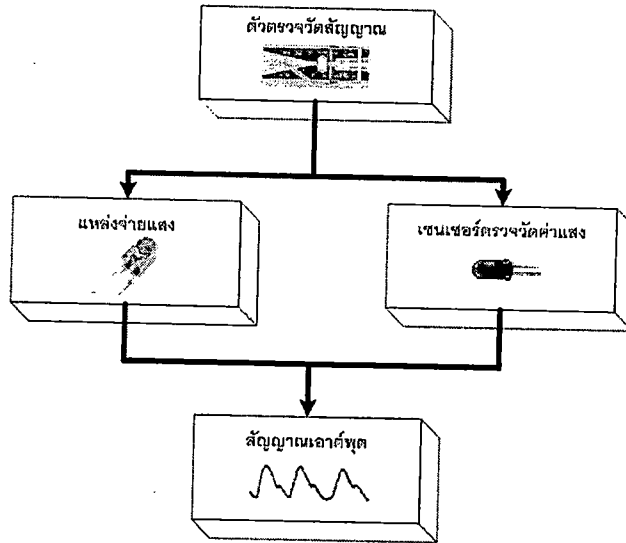 ตัวตรวจวัดสัญญาณ
แหล่งจ่ายแสง
เซนเซอร์ตรวจวัดค่าแสง
สัญญาณเอาต์พุต